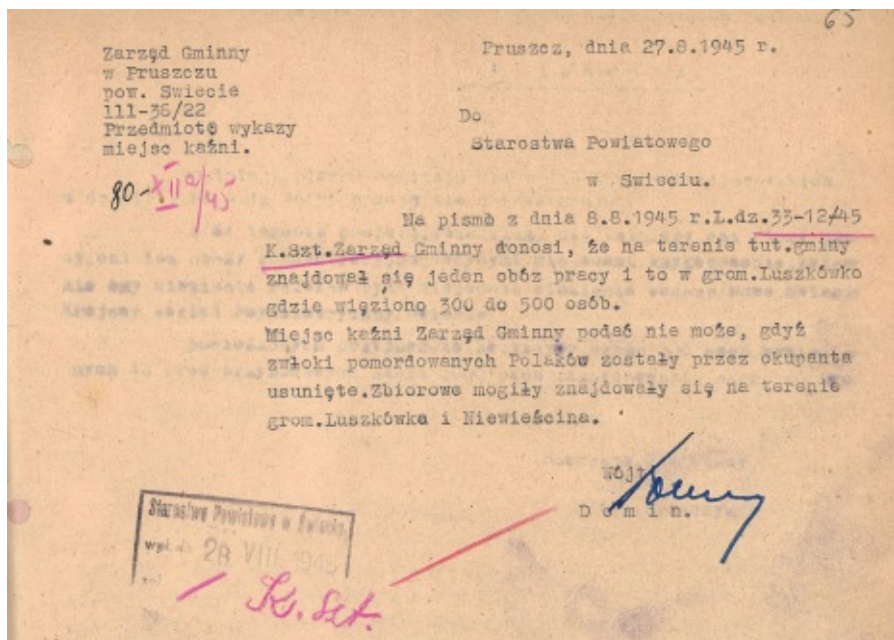 65
Zarząd Gminny
w Pruszczu
pow. Swiecie
111-36/22
Przedmiotę wykazy
miejsc kaźni.
Pruszcz, dnia 27.8.1945 r.
Do
Starostwa Powiatowego
w Swieciu.
80-XII a/45
Na pismo z dnia 8.8.1945 r.L.dz.33-12/45
K.Szt.Zarząd Gminny donosi, że na terenie tut.gminy
znajdował się jeden obóz pracy i to w grom.Luszkówko
gdzie więziono 300 do 500 osób.
Miejsc kaźni Zarząd Gminny podać nie może, gdyż
zwłoki pomordowanych Polaków zostały przez okupanta
usunięte.Zbiorowe mogiły znajdowały się na terenie
grom.Luszkówka i Niewieścina.
Wójt
Domin.
Starostwo Powiatowe w Świeciu
wpł.
28 VIII 1945
K. Szt.